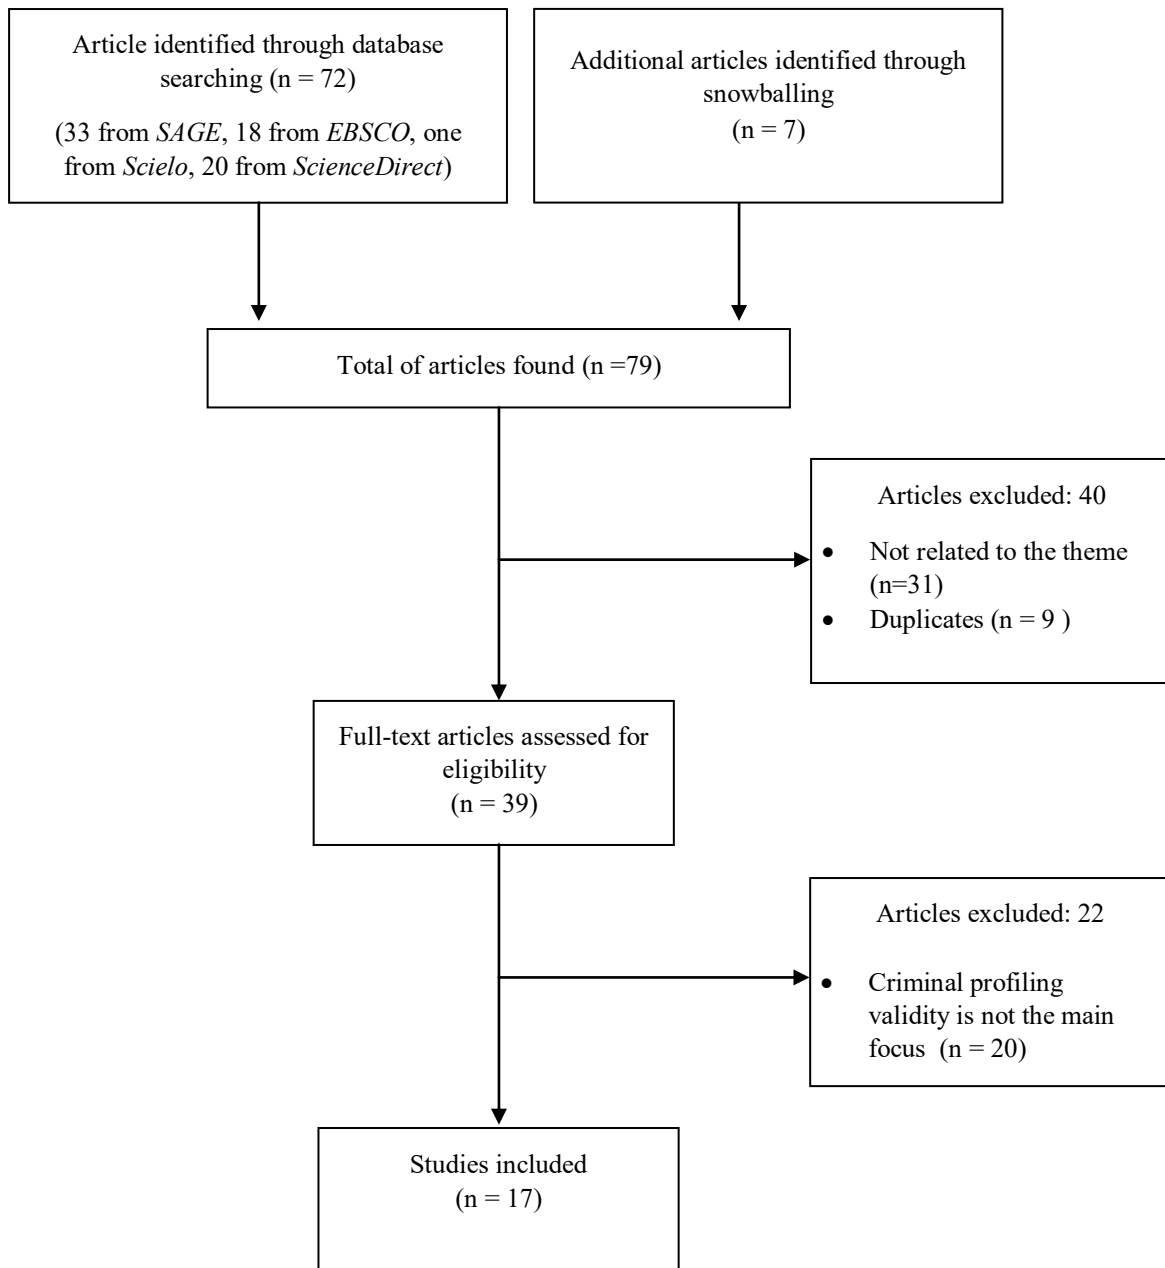 Article identified through database
searching (n = 72)
(33 from SAGE, 18 from EBSCO, one
from Scielo, 20 from ScienceDirect)
Additional articles identified through
snowballing
(n = 7)
Total of articles found (n =79)
Articles excluded: 40
• Not related to the theme
(n=31)
• Duplicates (n = 9 )
Full-text articles assessed for
eligibility
(n = 39)
Articles excluded: 22
• Criminal profiling
validity is not the main
focus (n = 20)
Studies included
(n = 17)